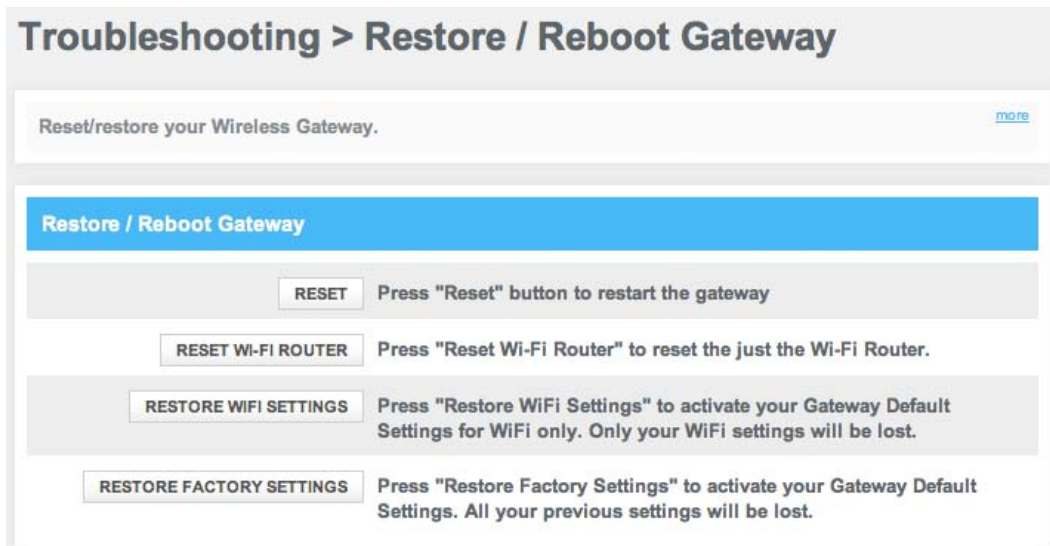 Troubleshooting > Restore / Reboot Gateway
Reset/restore your Wireless Gateway.
more
Restore / Reboot Gateway
RESET
Press "Reset" button to restart the gateway
RESET WI-FI ROUTER
Press "Reset Wi-Fi Router" to reset the just the Wi-Fi Router.
RESTORE WIFI SETTINGS
Press "Restore WiFi Settings" to activate your Gateway Default
Settings for WiFi only. Only your WiFi settings will be lost.
RESTORE FACTORY SETTINGS
Press "Restore Factory Settings" to activate your Gateway Default
Settings. All your previous settings will be lost.